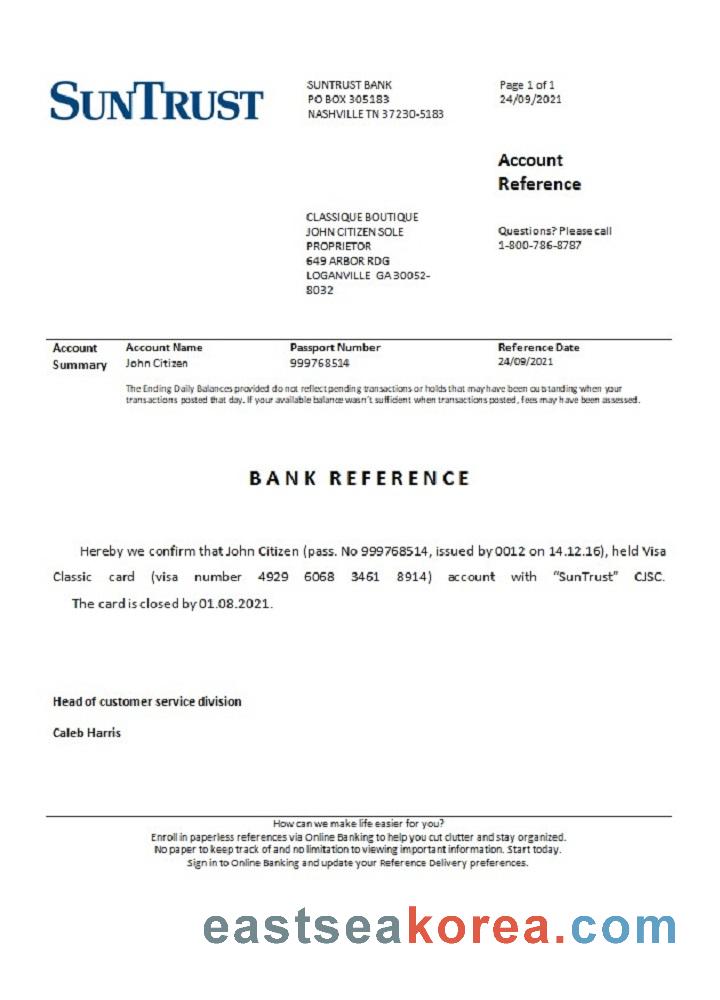 SUNTRUST
SUNTRUST BANK
PO BOX 305183
NASHVILLE TN 37230-5183
Page 1 of 1
24/09/2021
Account
Reference
CLASSIQUE BOUTIQUE
JOHN CITIZEN SOLE
PROPRIETOR
649 ARBOR RDG
LOGANVILLE GA 30052-
8032
Questions? Please call
1-800-786-8787
Account
Summary
Account Name
John Citizen
Passport Number
999768514
Reference Date
24/09/2021
The Ending Daily Balances provided do not reflect pending transactions or holds that may have been outstanding when your
transactions posted that day. If your available balance wasn't sufficient when transactions posted, fees may have been assessed.
BANK REFERENCE
Hereby we confirm that John Citizen (pass. No 999768514, issued by 0012 on 14.12.16), held Visa
Classic card (visa number 4929 6068 3461 8914) account with “SunTrust” CJSC.
The card is closed by 01.08.2021.
Head of customer service division
Caleb Harris
How can we make life easier for you?
Enroll in paperless references via Online Banking to help you cut clutter and stay organized.
No paper to keep track of and no limitation to viewing important information. Start today.
Sign in to Online Banking and update your Reference Delivery preferences.
eastseakorea.com